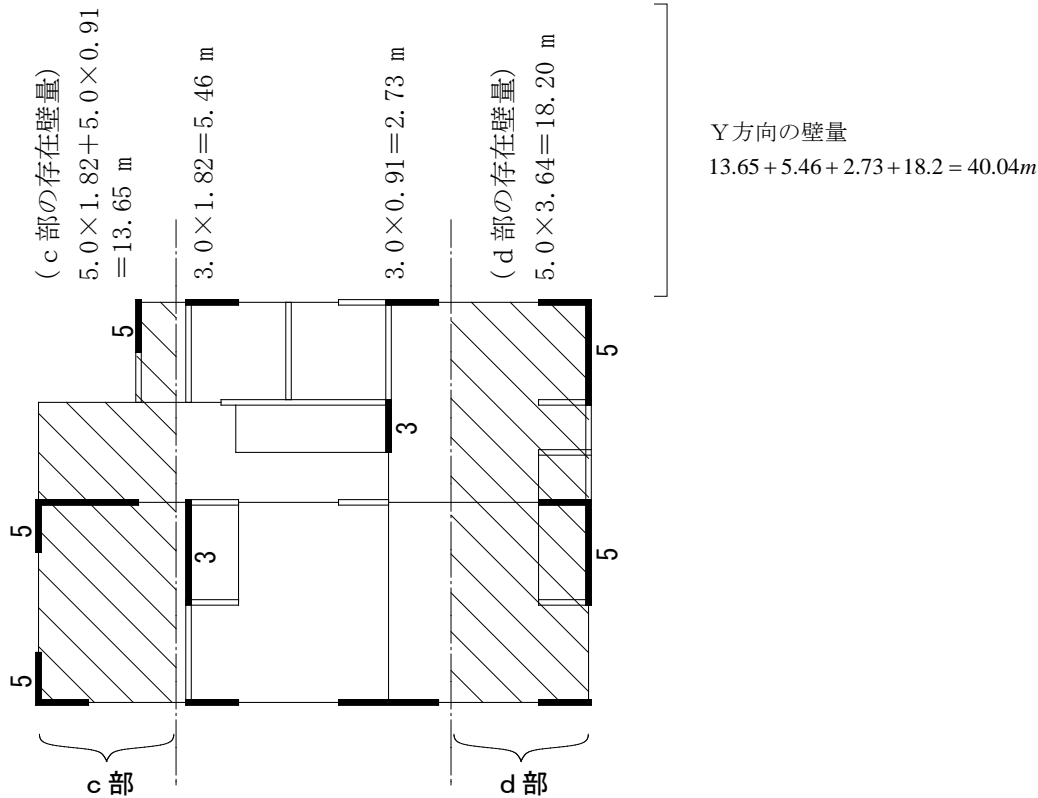 (c部の存在壁量)
5.0×1.82+5.0×0.91
=13.65 m
3.0×1.82=5.46 m
3.0×0.91=2.73 m
(d部の存在壁量)
5.0×3.64=18.20 m
Y方向の壁量
13.65+5.46+2.73+18.2=40.04m
5
5
3
5
3
5
5
c部
d部